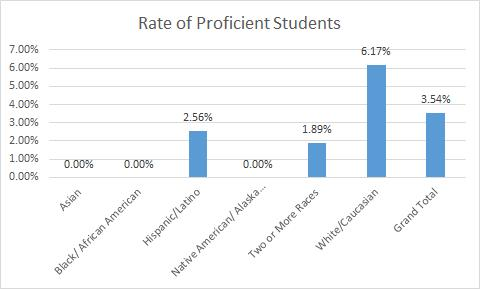 Rate of Proficient Students
7.00%
6.00%
5.00%
4.00%
3.00%
2.00%
1.00%
0.00%
0.00%
0.00%
2.56%
0.00%
1.89%
6.17%
3.54%
Asian
Black/ African American
Hispanic/Latino
Native American/ Alaska...
Two or More Races
White/Caucasian
Grand Total